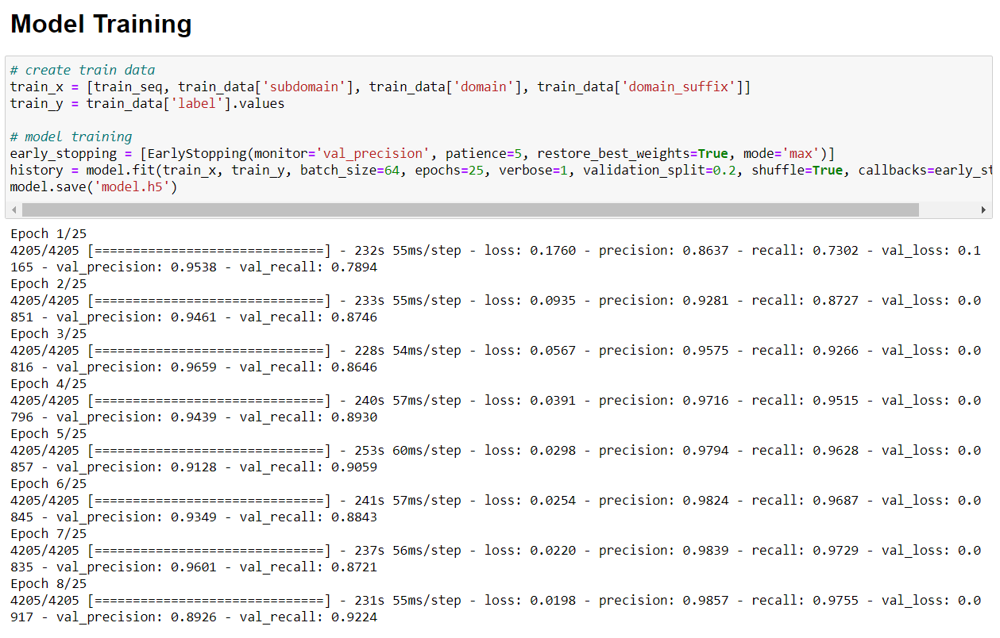 Model Training
# create train data
train_x = [train_seq, train_data['subdomain'], train_data['domain'], train_data['domain_suffix']]
train_y = train_data['label'].values
# model training
early_stopping = [EarlyStopping(monitor='val_precision', patience=5, restore_best_weights=True, mode='max')]
history = model.fit(train_x, train_y, batch_size=64, epochs=25, verbose=1, validation_split=0.2, shuffle=True, callbacks=early_st
model.save('model.h5')
Epoch 1/25
4205/4205 [==============================] - 232s 55ms/step - loss: 0.1760 - precision: 0.8637 - recall: 0.7302 - val_loss: 0.1
165 - val_precision: 0.9538 - val_recall: 0.7894
Epoch 2/25
4205/4205 [==============================] - 233s 55ms/step - loss: 0.0935 - precision: 0.9281 - recall: 0.8727 - val_loss: 0.0
851 - val_precision: 0.9461 - val_recall: 0.8746
Epoch 3/25
4205/4205 [==============================] - 228s 54ms/step - loss: 0.0567 - precision: 0.9575 - recall: 0.9266 - val_loss: 0.0
816 - val_precision: 0.9659 - val_recall: 0.8646
Epoch 4/25
4205/4205 [==============================] - 240s 57ms/step - loss: 0.0391 - precision: 0.9716 - recall: 0.9515 - val_loss: 0.0
796 - val_precision: 0.9439 - val_recall: 0.8930
Epoch 5/25
4205/4205 [==============================] - 253s 60ms/step - loss: 0.0298 - precision: 0.9794 - recall: 0.9628 - val_loss: 0.0
857 - val_precision: 0.9128 - val_recall: 0.9059
Epoch 6/25
4205/4205 [==============================] - 241s 57ms/step - loss: 0.0254 - precision: 0.9824 - recall: 0.9687 - val_loss: 0.0
845 - val_precision: 0.9349 - val_recall: 0.8843
Epoch 7/25
4205/4205 [==============================] - 237s 56ms/step - loss: 0.0220 - precision: 0.9839 - recall: 0.9729 - val_loss: 0.0
835 - val_precision: 0.9601 - val_recall: 0.8721
Epoch 8/25
4205/4205 [==============================] - 231s 55ms/step - loss: 0.0198 - precision: 0.9857 - recall: 0.9755 - val_loss: 0.0
917 - val_precision: 0.8926 - val_recall: 0.9224